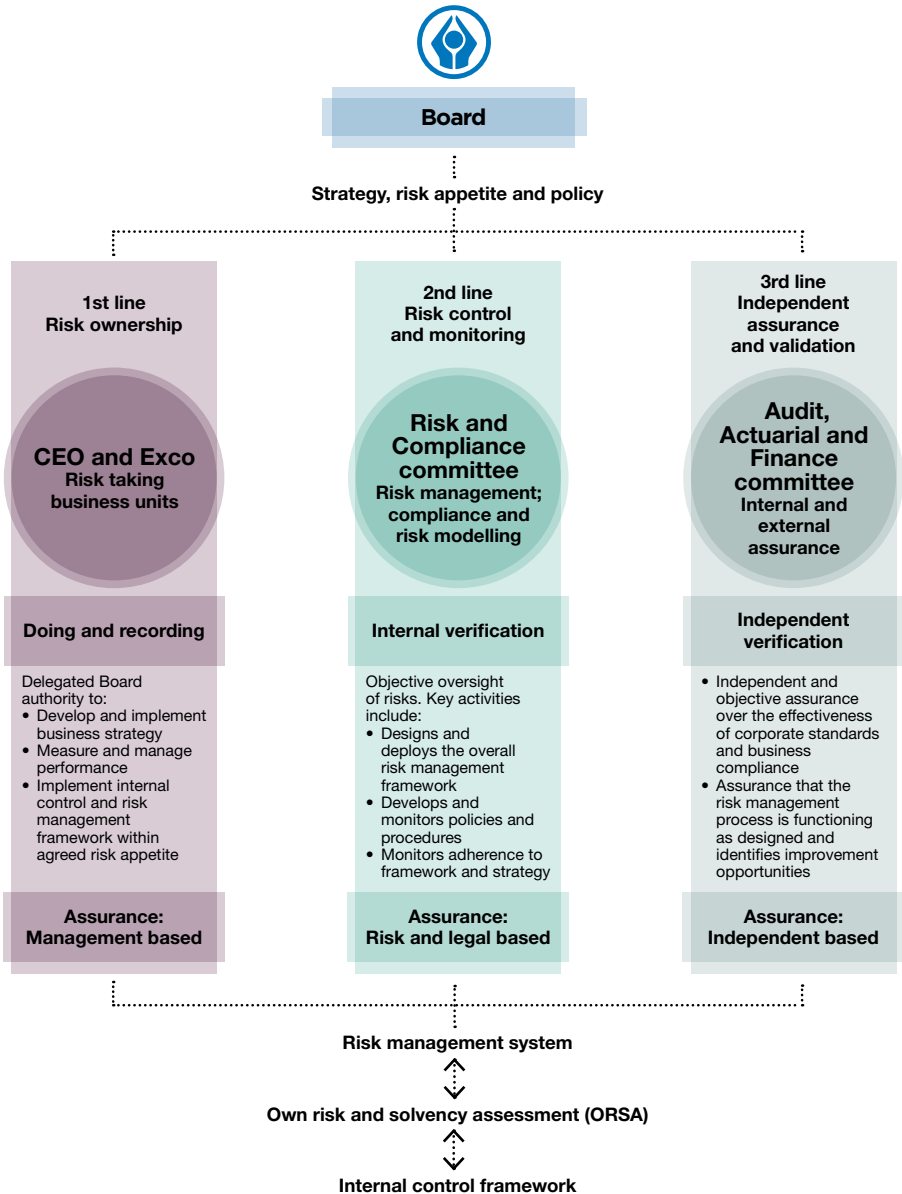 Board
Strategy, risk appetite and policy
1st line
Risk ownership
CEO and Exco
Risk taking
business units
Doing and recording
Delegated Board
authority to:
• Develop and implement
business strategy
• Measure and manage
performance
• Implement internal
control and risk
management
framework within
agreed risk appetite
Assurance:
Management based
2nd line
Risk control
and monitoring
Risk and
Compliance
committee
Risk management;
compliance and
risk modelling
Internal verification
Objective oversight
of risks. Key activities
include:
• Designs and
deploys the overall
risk management
framework
• Develops and
monitors policies and
procedures
• Monitors adherence to
framework and strategy
Assurance:
Risk and legal based
3rd line
Independent
assurance
and validation
Audit,
Actuarial and
Finance
committee
Internal and
external
assurance
Independent
verification
• Independent and
objective assurance
over the effectiveness
of corporate standards
and business
compliance
• Assurance that the
risk management
process is functioning
as designed and
identifies improvement
opportunities
Assurance:
Independent based
Risk management system
Own risk and solvency assessment (ORSA)
Internal control framework